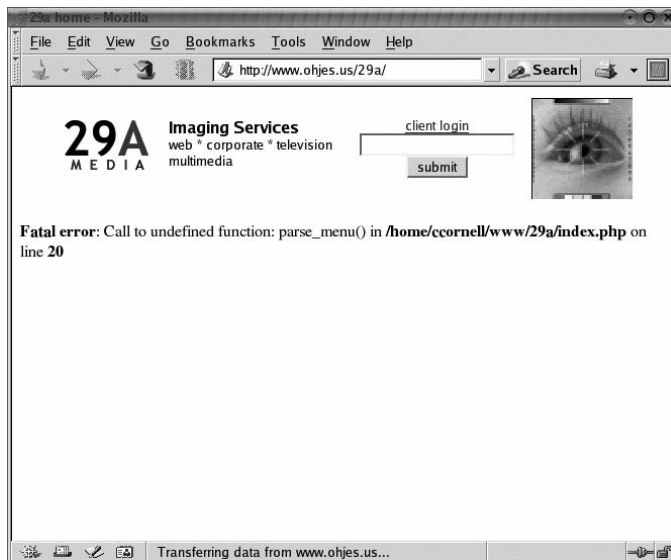 29a home - Mozilla
File Edit View Go Bookmarks Tools Window Help
http://www.ohjes.us/29a/ Search
29A
MEDIA
Imaging Services
web * corporate * television
multimedia
client login
submit
Fatal error: Call to undefined function: parse_menu() in /home/ccornell/www/29a/index.php on
line 20
Transferring data from www.ohjes.us...